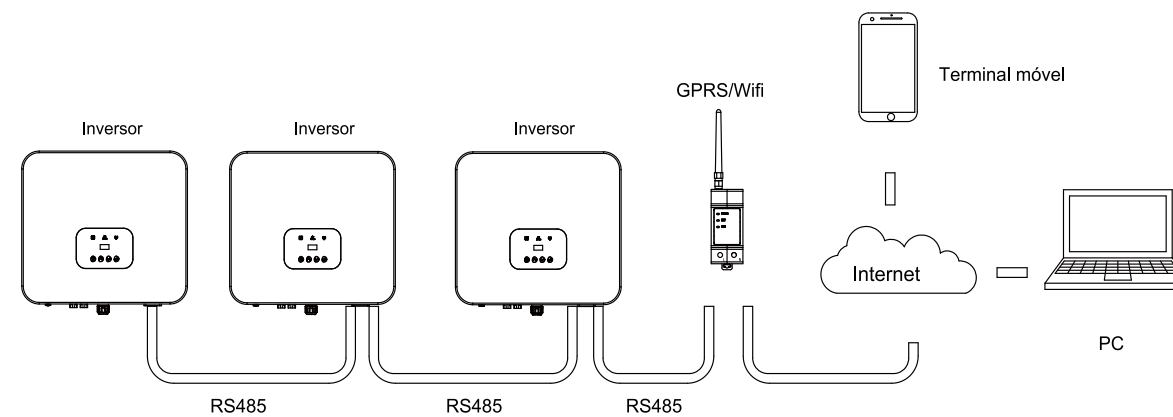 Terminal móvel
GPRS/Wifi
Inversor
Inversor
Inversor
Internet
PC
RS485
RS485
RS485